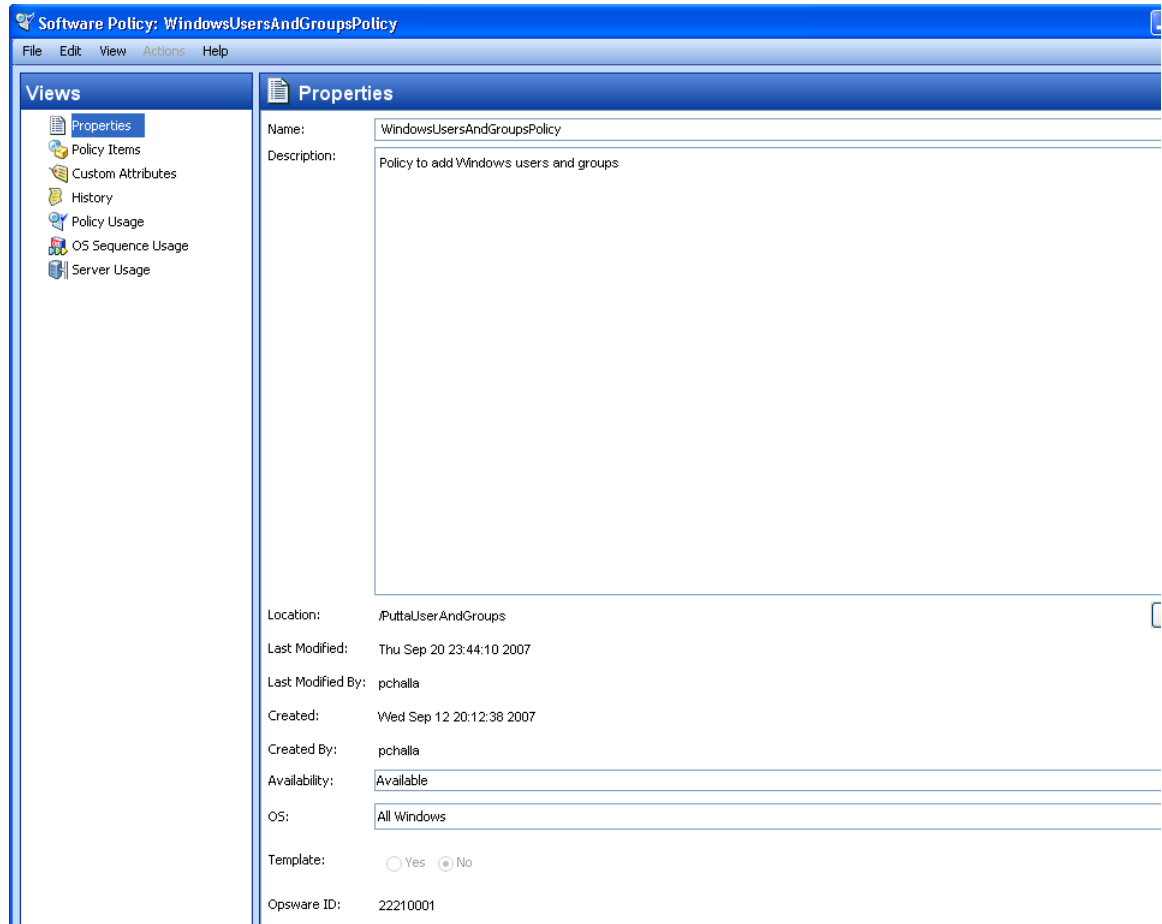 Software Policy: WindowsUsersAndGroupsPolicy
File Edit View Actions Help
Views
Properties
Policy Items
Custom Attributes
History
Policy Usage
OS Sequence Usage
Server Usage
Properties
Name: WindowsUsersAndGroupsPolicy
Description: Policy to add Windows users and groups
Location: /PuttaUserAndGroups
Last Modified: Thu Sep 20 23:44:10 2007
Last Modified By: pchalla
Created: Wed Sep 12 20:12:38 2007
Created By: pchalla
Availability: Available
OS: All Windows
Template: Yes No
Opsware ID: 22210001